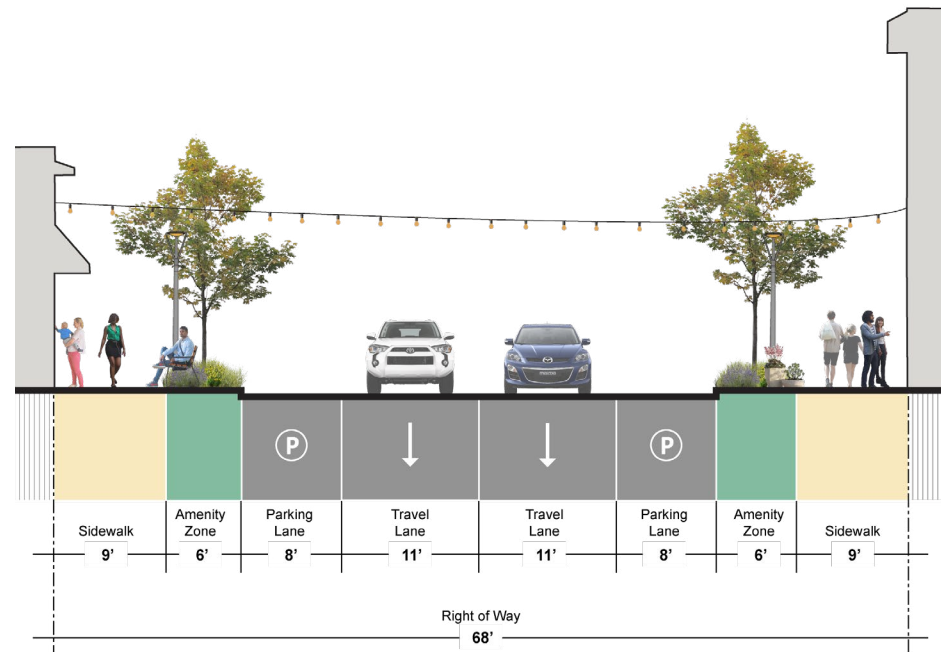 P
P
Sidewalk
9’
Amenity
Zone
6’
Parking
Lane
8’
Travel
Lane
11’
Travel
Lane
11’
Parking
Lane
8’
Amenity
Zone
6’
Sidewalk
9’
Right of Way
68’